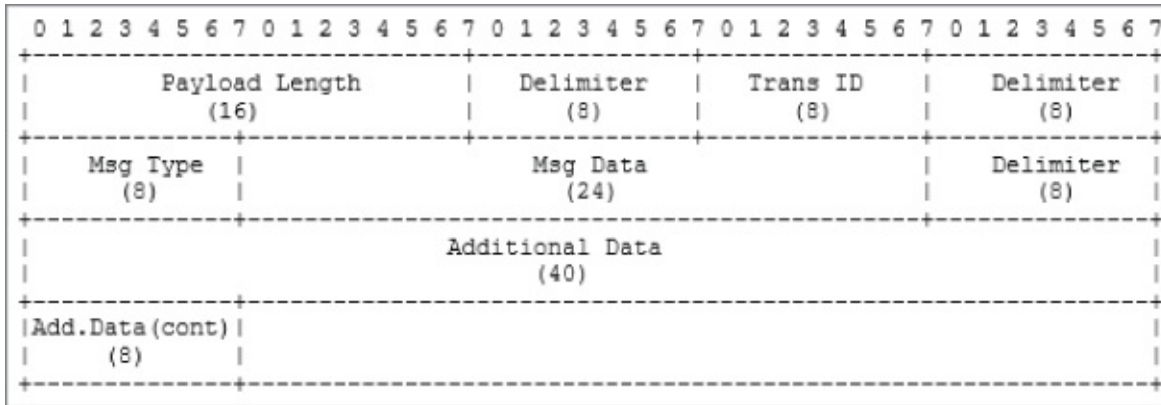 0 1 2 3 4 5 6 7 0 1 2 3 4 5 6 7 0 1 2 3 4 5 6 7 0 1 2 3 4 5 6 7 0 1 2 3 4 5 6 7
Payload Length | Delimiter | Trans ID | Delimiter
(16) | (8) | (8) | (8)
Msg Type | Msg Data | Delimiter
(8) | (24) | (8)
Additional Data
(40)
|Add.Data(cont)|
(8)